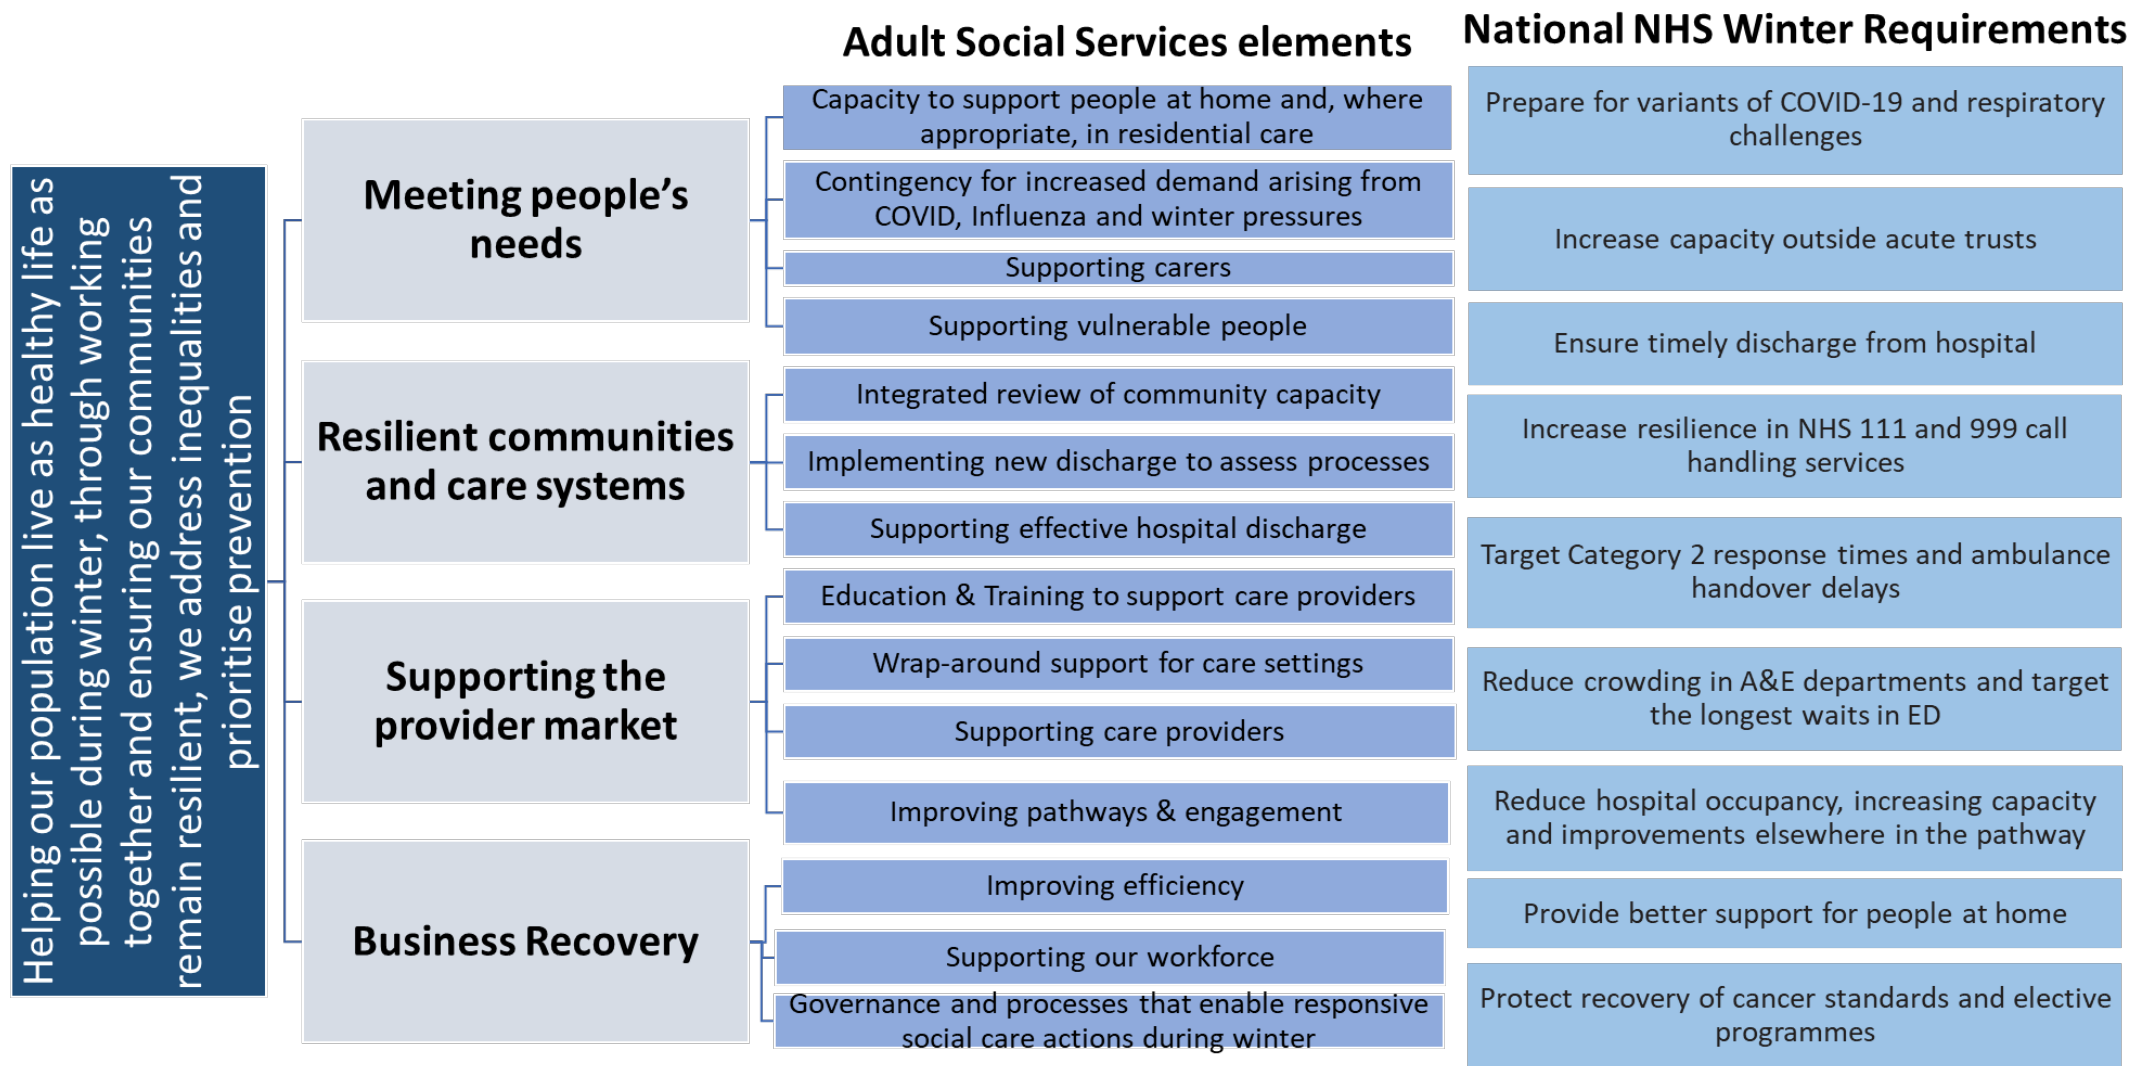 Adult Social Services elements
National NHS Winter Requirements
Helping our population live as healthy life as
possible during winter, through working
together and ensuring our communities
remain resilient, we address inequalities and
prioritise prevention
Meeting people’s
needs
Capacity to support people at home and, where
appropriate, in residential care
Contingency for increased demand arising from
COVID, Influenza and winter pressures
Supporting carers
Supporting vulnerable people
Resilient communities
and care systems
Integrated review of community capacity
Implementing new discharge to assess processes
Supporting effective hospital discharge
Supporting the
provider market
Education & Training to support care providers
Wrap-around support for care settings
Supporting care providers
Improving pathways & engagement
Business Recovery
Improving efficiency
Supporting our workforce
Governance and processes that enable responsive
social care actions during winter
Prepare for variants of COVID-19 and respiratory
challenges
Increase capacity outside acute trusts
Ensure timely discharge from hospital
Increase resilience in NHS 111 and 999 call
handling services
Target Category 2 response times and ambulance
handover delays
Reduce crowding in A&E departments and target
the longest waits in ED
Reduce hospital occupancy, increasing capacity
and improvements elsewhere in the pathway
Provide better support for people at home
Protect recovery of cancer standards and elective
programmes